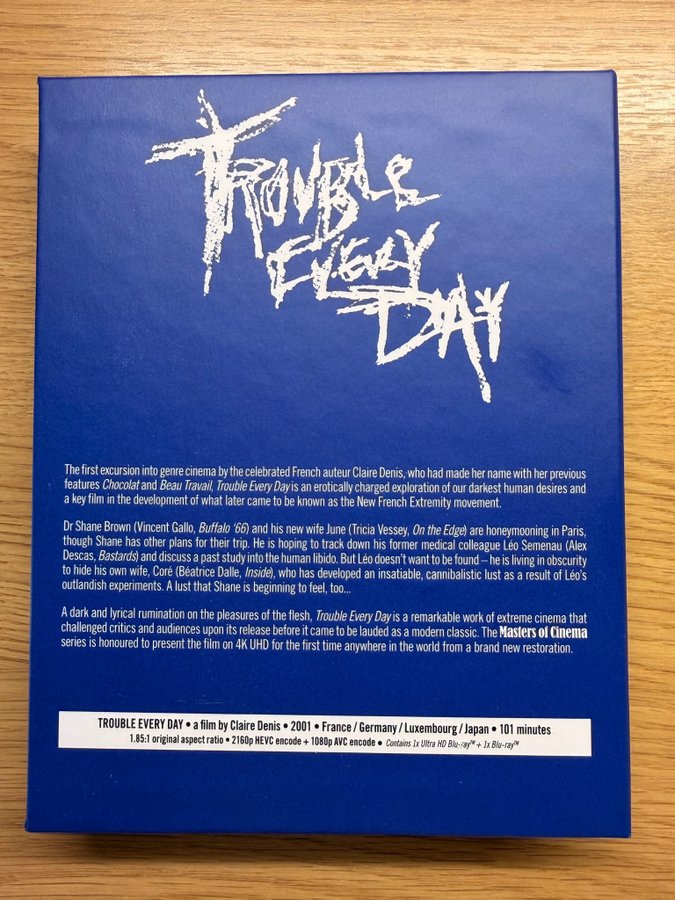 TROUBLE
EVERY
DAY
The first excursion into genre cinema by the celebrated French auteur Claire Denis, who had made her name with her previous
features Chocolat and Beau Travail, Trouble Every Day is an erotically charged exploration of our darkest human desires and
a key film in the development of what later came to be known as the New French Extremity movement.
Dr Shane Brown (Vincent Gallo, Buffalo '66) and his new wife June (Tricia Vessey, On the Edge) are honeymooning in Paris,
though Shane has other plans for their trip. He is hoping to track down his former medical colleague Léo Semenau (Alex
Descas, Bastards) and discuss a past study into the human libido. But Léo doesn't want to be found – he is living in obscurity
to hide his own wife, Coré (Béatrice Dalle, Inside), who has developed an insatiable, cannibalistic lust as a result of Léo's
outlandish experiments. A lust that Shane is beginning to feel, too...
A dark and lyrical rumination on the pleasures of the flesh, Trouble Every Day is a remarkable work of extreme cinema that
challenged critics and audiences upon its release before it came to be lauded as a modern classic. The Masters of Cinema
series is honoured to present the film on 4K UHD for the first time anywhere in the world from a brand new restoration.
TROUBLE EVERY DAY • a film by Claire Denis • 2001 • France / Germany / Luxembourg / Japan • 101 minutes
1.85:1 original aspect ratio • 2160p HEVC encode + 1080p AVC encode • Contains 1x Ultra HD Blu-ray™ + 1x Blu-ray™